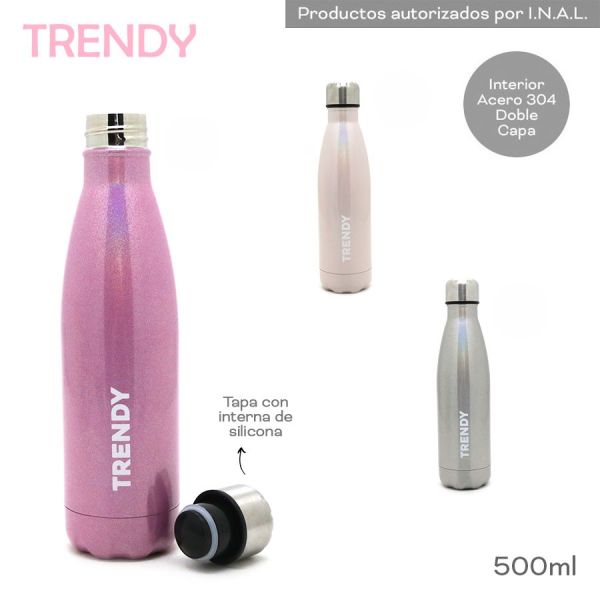 TRENDY
Productos autorizados por I.N.A.L.
Interior
Acero 304
Doble
Capa
TRENDY
TRENDY
TRENDY
Tapa con
interna de
silicona
500ml